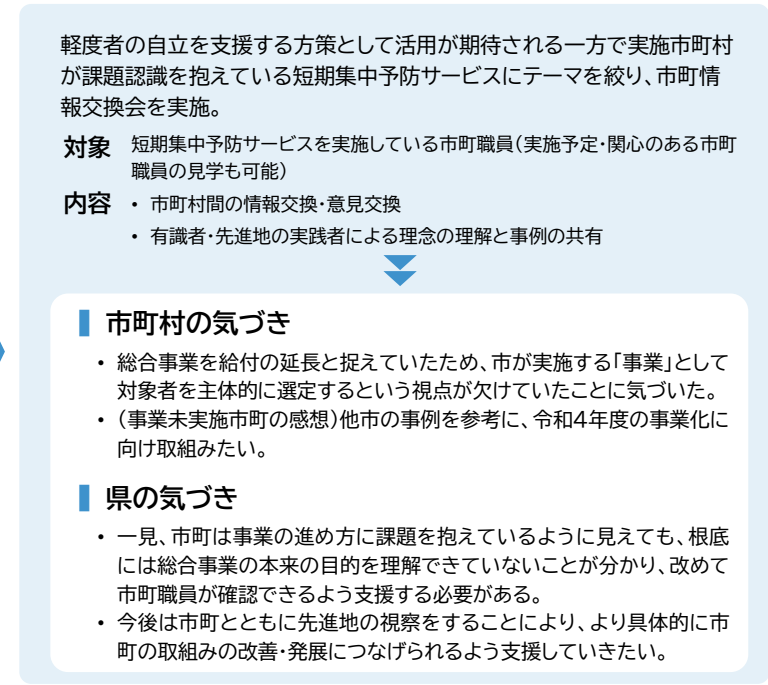 軽度者の自立を支援する方策として活用が期待される一方で実施市町村
が課題認識を抱えている短期集中予防サービスにテーマを絞り、市町情
報交換会を実施。
対象 短期集中予防サービスを実施している市町職員(実施予定・関心のある市町
職員の見学も可能)
内容 • 市町村間の情報交換・意見交換
• 有識者・先進地の実践者による理念の理解と事例の共有
市町村の気づき
• 総合事業を給付の延長と捉えていたため、市が実施する「事業」として
対象者を主体的に選定するという視点が欠けていたことに気づいた。
• (事業未実施市町の感想)他市の事例を参考に、令和4年度の事業化に
向け取組みたい。
県の気づき
• 一見、市町は事業の進め方に課題を抱えているように見えても、根底
には総合事業の本来の目的を理解できていないことが分かり、改めて
市町職員が確認できるよう支援する必要がある。
• 今後は市町とともに先進地の視察をすることにより、より具体的に市
町の取組みの改善・発展につなげられるよう支援していきたい。